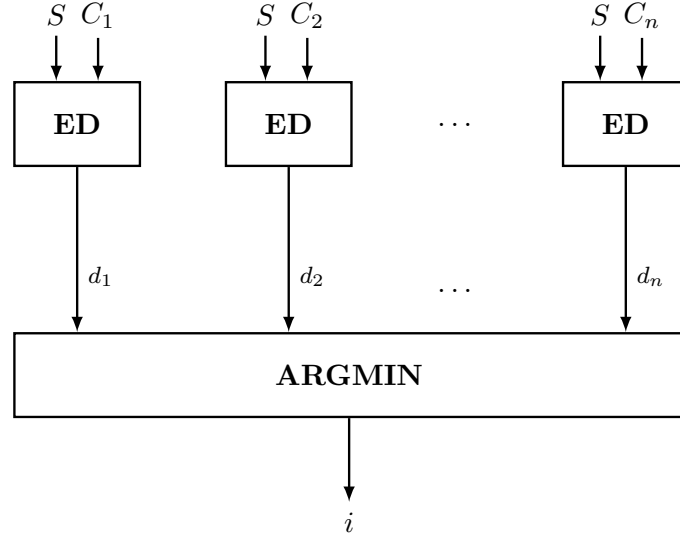 S C₁ S C₂ S Cₙ
ED ED ⋯ ED
d₁ d₂ ⋯ dₙ
ARGMIN
i